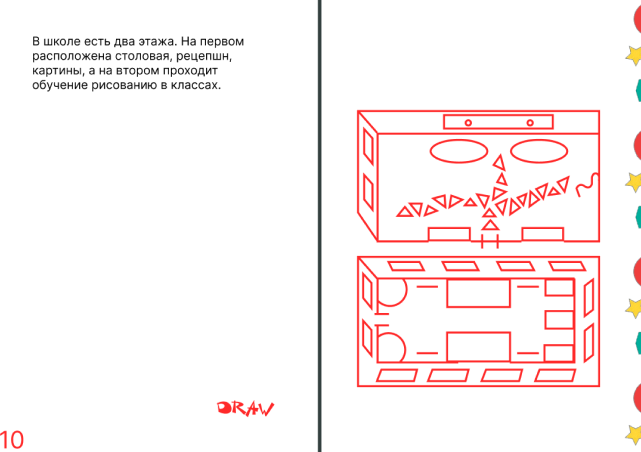 В школе есть два этажа. На первом
расположена столовая, рецепшн,
картины, а на втором проходит
обучение рисованию в классах.
DRAW
10